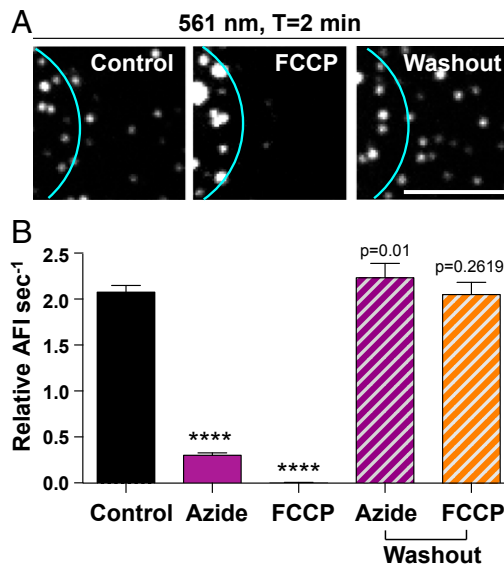 A
561 nm, T=2 min
Control
FCCP
Washout
B
Relative AFI sec-1
2.5
2.0
1.5
1.0
0.5
0.0
****
****
p=0.01
p=0.2619
Control
Azide
FCCP
Azide
FCCP
Washout